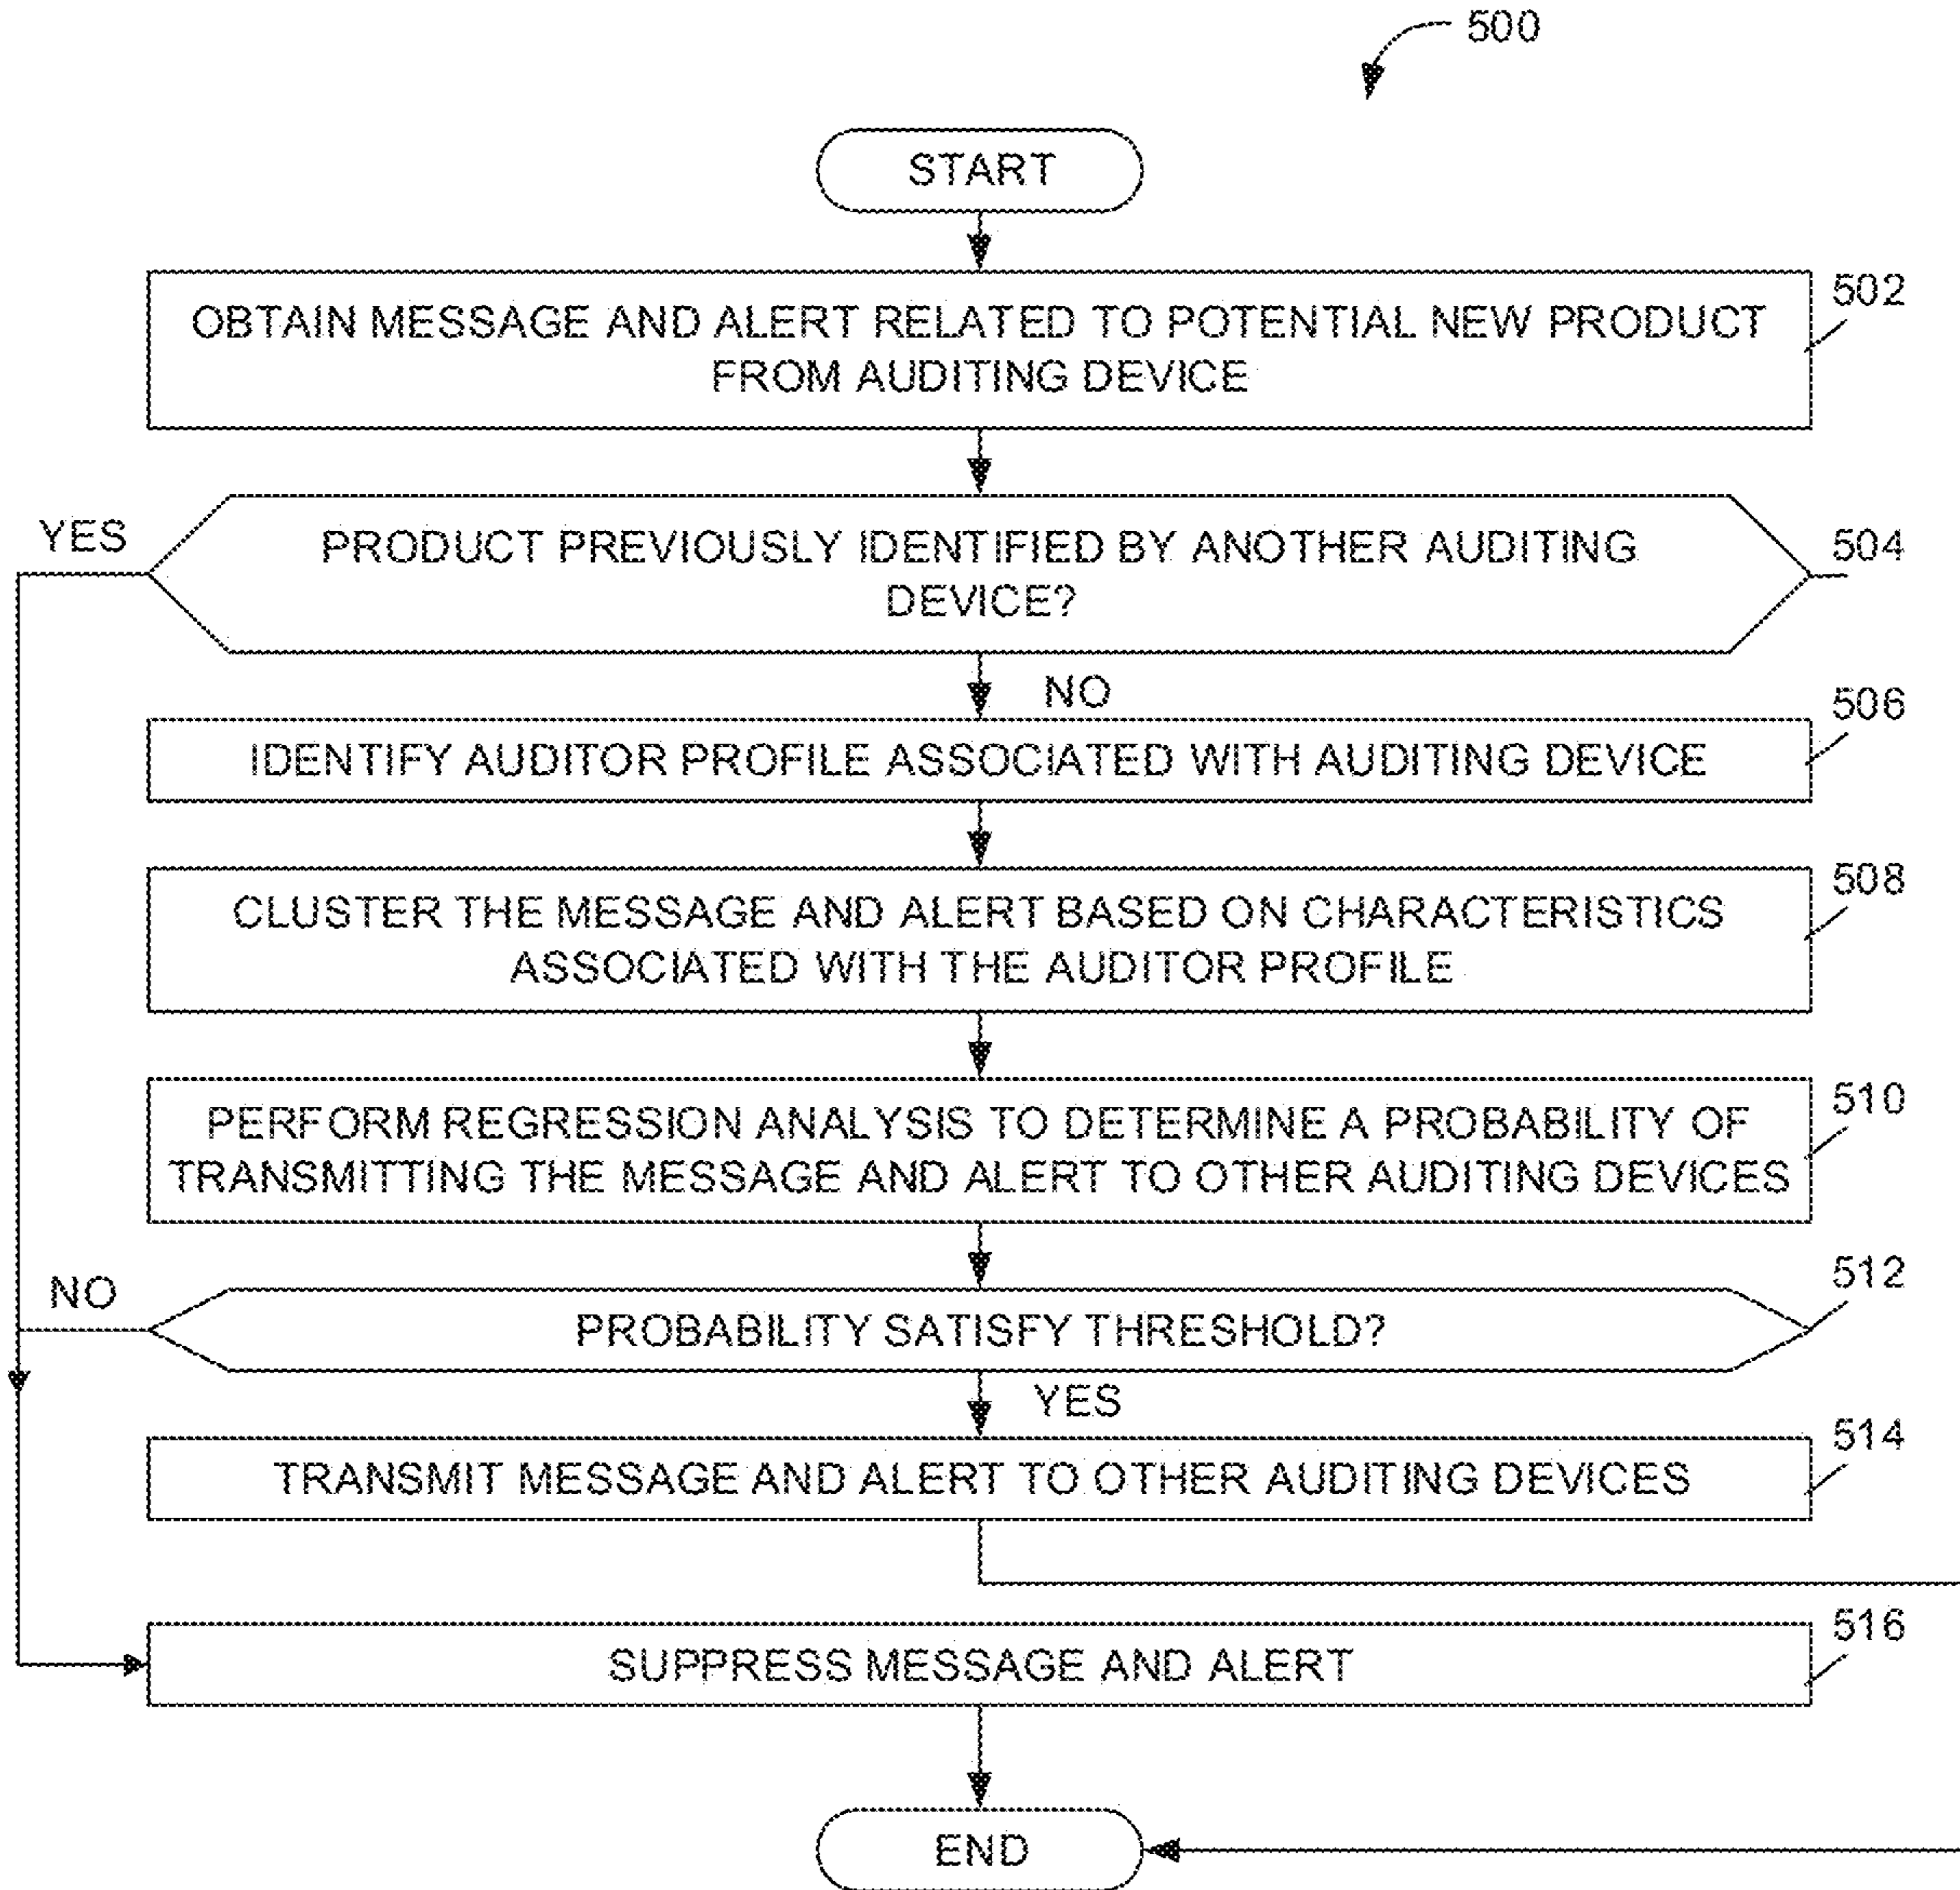 500
START
502
OBTAIN MESSAGE AND ALERT RELATED TO POTENTIAL NEW PRODUCT
FROM AUDITING DEVICE
YES
PRODUCT PREVIOUSLY IDENTIFIED BY ANOTHER AUDITING
DEVICE?
504
NO
506
IDENTIFY AUDITOR PROFILE ASSOCIATED WITH AUDITING DEVICE
508
CLUSTER THE MESSAGE AND ALERT BASED ON CHARACTERISTICS
ASSOCIATED WITH THE AUDITOR PROFILE
510
PERFORM REGRESSION ANALYSIS TO DETERMINE A PROBABILITY OF
TRANSMITTING THE MESSAGE AND ALERT TO OTHER AUDITING DEVICES
512
NO
PROBABILITY SATISFY THRESHOLD?
YES
514
TRANSMIT MESSAGE AND ALERT TO OTHER AUDITING DEVICES
516
SUPPRESS MESSAGE AND ALERT
END